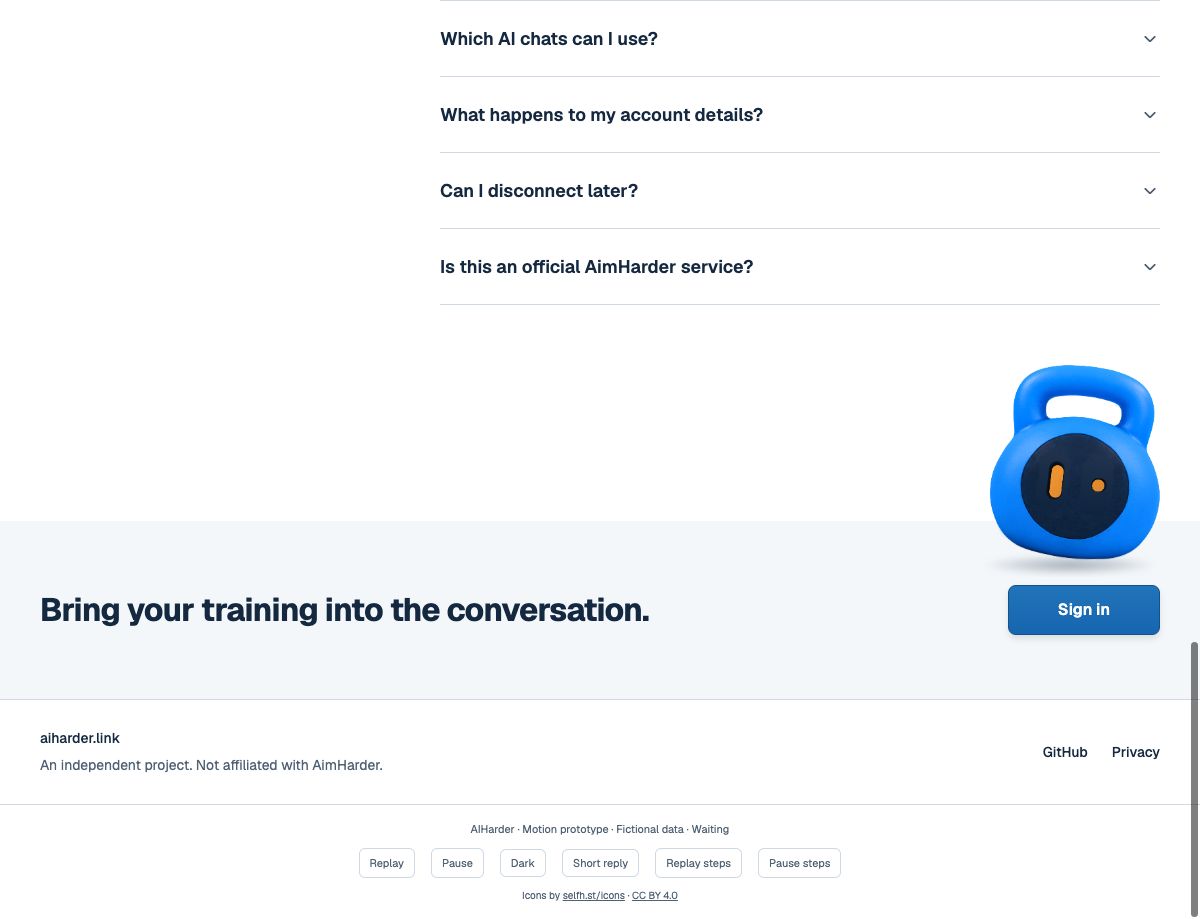 Which AI chats can I use?
What happens to my account details?
Can I disconnect later?
Is this an official AimHarder service?
Bring your training into the conversation.
Sign in
aiharder.link
An independent project. Not affiliated with AimHarder.
GitHub Privacy
AIHarder · Motion prototype · Fictional data · Waiting
Replay Pause Dark Short reply Replay steps Pause steps
Icons by selfh.st/icons · CC BY 4.0